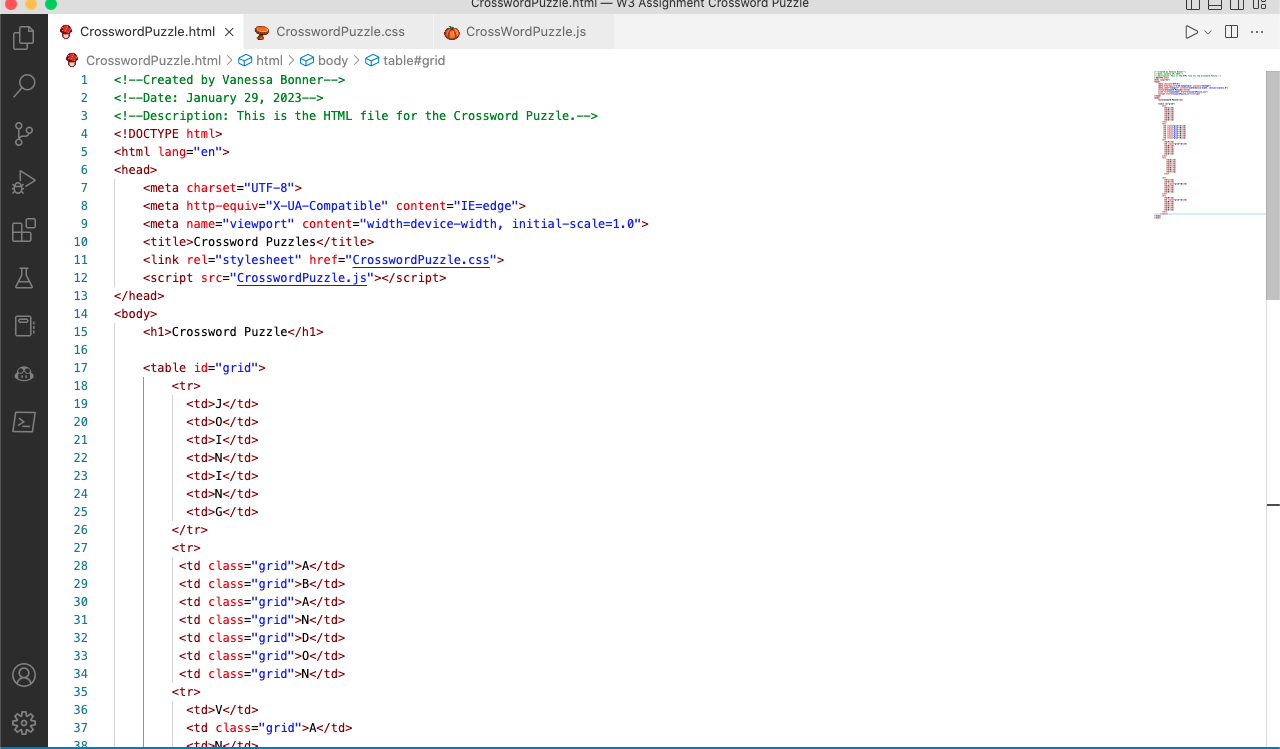 CrosswordPuzzle.html — W3 Assignment Crossword Puzzle
CrosswordPuzzle.html
CrosswordPuzzle.css
CrossWordPuzzle.js
CrosswordPuzzle.html > html > body > table#grid
1 <!--Created by Vanessa Bonner-->
2 <!--Date: January 29, 2023-->
3 <!--Description: This is the HTML file for the Crossword Puzzle.-->
4 <!DOCTYPE html>
5 <html lang="en">
6 <head>
7 <meta charset="UTF-8">
8 <meta http-equiv="X-UA-Compatible" content="IE=edge">
9 <meta name="viewport" content="width=device-width, initial-scale=1.0">
10 <title>Crossword Puzzles</title>
11 <link rel="stylesheet" href="CrosswordPuzzle.css">
12 <script src="CrosswordPuzzle.js"></script>
13 </head>
14 <body>
15 <h1>Crossword Puzzle</h1>
16
17 <table id="grid">
18 <tr>
19 <td>J</td>
20 <td>O</td>
21 <td>I</td>
22 <td>N</td>
23 <td>I</td>
24 <td>N</td>
25 <td>G</td>
26 </tr>
27 <tr>
28 <td class="grid">A</td>
29 <td class="grid">B</td>
30 <td class="grid">A</td>
31 <td class="grid">N</td>
32 <td class="grid">D</td>
33 <td class="grid">O</td>
34 <td class="grid">N</td>
35 <tr>
36 <td>V</td>
37 <td class="grid">A</td>
38 <td>N</td>